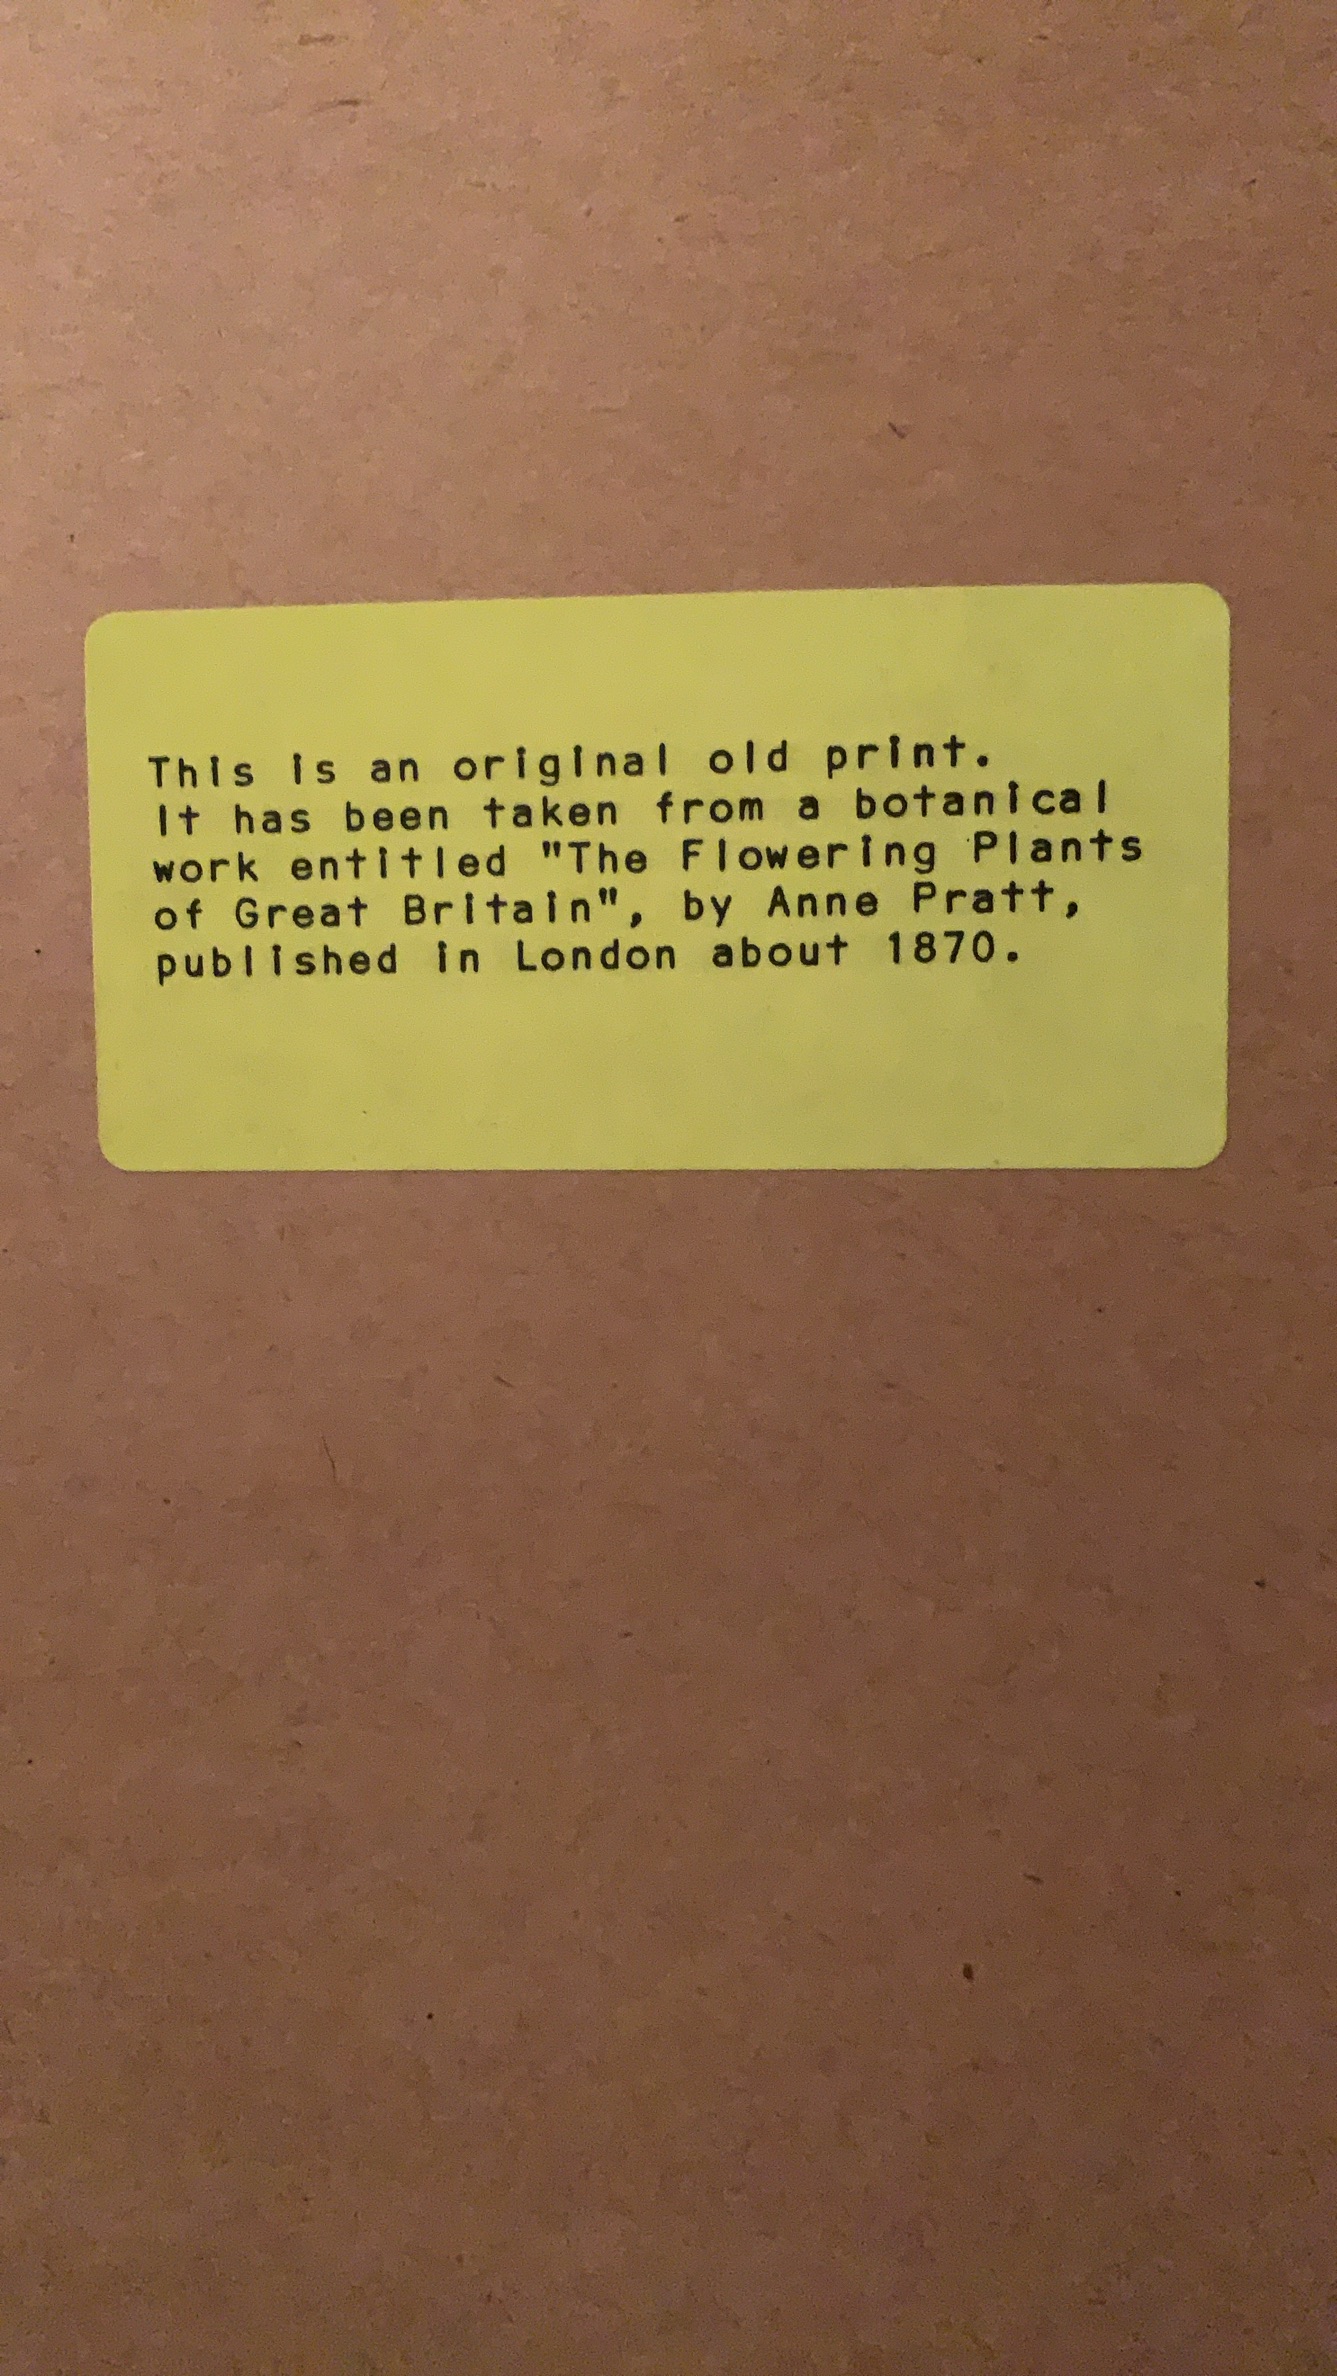 This is an original old print.
It has been taken from a botanical
work entitled "The Flowering Plants
of Great Britain", by Anne Pratt,
published in London about 1870.